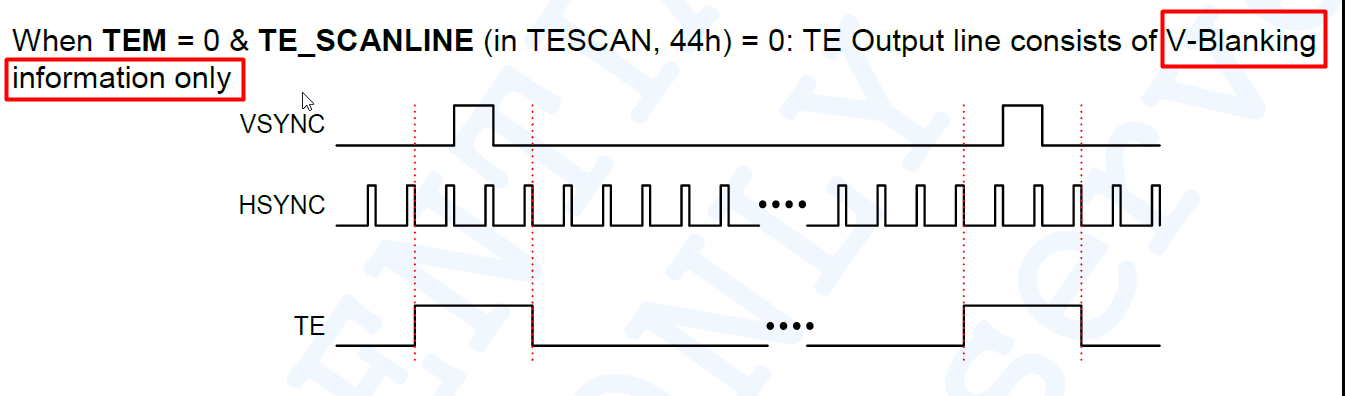 When TEM = 0 & TE_SCANLINE (in TESCAN, 44h) = 0: TE Output line consists of V-Blanking
information only
VSYNC
HSYNC
TE
ONLY